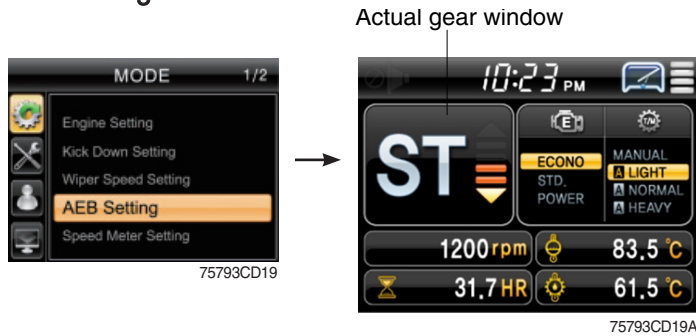 Actual gear window
MODE 1/2
Engine Setting
Kick Down Setting
Wiper Speed Setting
AEB Setting
Speed Meter Setting
75793CD19
10:23 PM
ST
E
T/M
ECONO
STD.
POWER
MANUAL
A LIGHT
A NORMAL
A HEAVY
1200 rpm
83.5 °C
31.7 HR
61.5 °C
75793CD19A